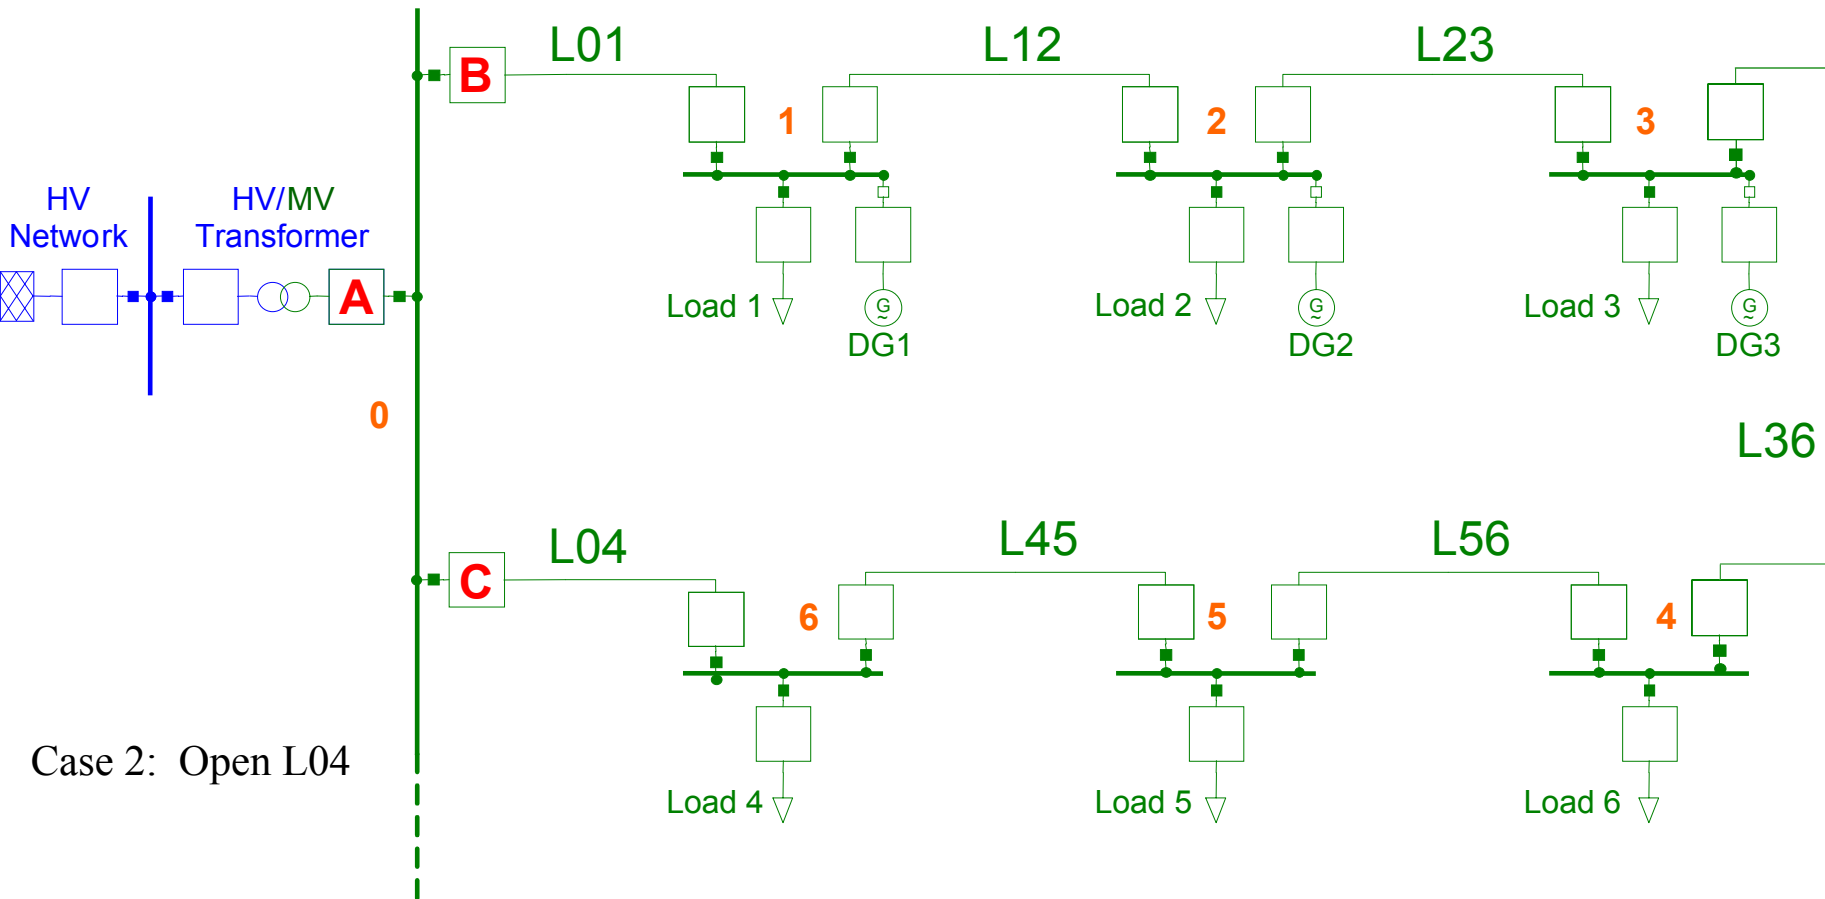 L01
L12
L23
B
1
2
3
HV
Network
HV/MV
Transformer
A
Load 1
Load 2
Load 3
G
~
G
~
G
~
DG1
DG2
DG3
0
L36
L04
L45
L56
C
6
5
4
Case 2: Open L04
Load 4
Load 5
Load 6